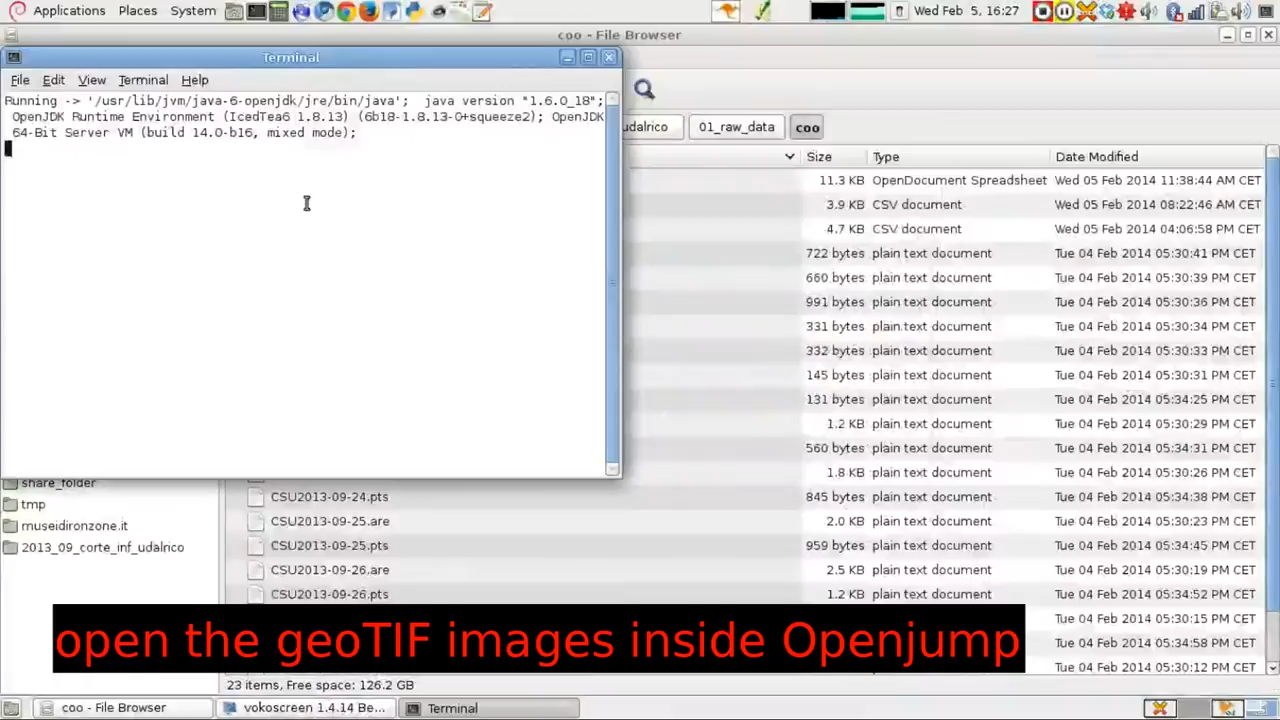 Applications Places System Wed Feb 5, 16:27
coo - File Browser
Terminal
File Edit View Terminal Help
Running -> '/usr/lib/jvm/java-6-openjdk/jre/bin/java'; java version "1.6.0_18";
OpenJDK Runtime Environment (IcedTea6 1.8.13) (6b18-1.8.13-0+squeeze2); OpenJDK
64-Bit Server VM (build 14.0-b16, mixed mode);
udalrico 01_raw_data coo
Size Type Date Modified
11.3 KB OpenDocument Spreadsheet Wed 05 Feb 2014 11:38:44 AM CET
3.9 KB CSV document Wed 05 Feb 2014 08:22:46 AM CET
4.7 KB CSV document Wed 05 Feb 2014 04:06:58 PM CET
722 bytes plain text document Tue 04 Feb 2014 05:30:41 PM CET
660 bytes plain text document Tue 04 Feb 2014 05:30:39 PM CET
991 bytes plain text document Tue 04 Feb 2014 05:30:36 PM CET
331 bytes plain text document Tue 04 Feb 2014 05:30:34 PM CET
332 bytes plain text document Tue 04 Feb 2014 05:30:33 PM CET
145 bytes plain text document Tue 04 Feb 2014 05:30:31 PM CET
131 bytes plain text document Tue 04 Feb 2014 05:34:25 PM CET
1.2 KB plain text document Tue 04 Feb 2014 05:30:29 PM CET
560 bytes plain text document Tue 04 Feb 2014 05:34:31 PM CET
1.8 KB plain text document Tue 04 Feb 2014 05:30:26 PM CET
share_folder
CSU2013-09-24.pts 845 bytes plain text document Tue 04 Feb 2014 05:34:38 PM CET
tmp
CSU2013-09-25.are 2.0 KB plain text document Tue 04 Feb 2014 05:30:23 PM CET
museidironzone.it
CSU2013-09-25.pts 959 bytes plain text document Tue 04 Feb 2014 05:34:45 PM CET
2013_09_corte_inf_udalrico
CSU2013-09-26.are 2.5 KB plain text document Tue 04 Feb 2014 05:30:19 PM CET
CSU2013-09-26.pts 1.2 KB plain text document Tue 04 Feb 2014 05:34:52 PM CET
05:30:15 PM CET
05:34:58 PM CET
05:30:12 PM CET
open the geoTIF images inside Openjump
23 items, Free space: 126.2 GB
coo - File Browser vokoscreen 1.4.14 Be... Terminal